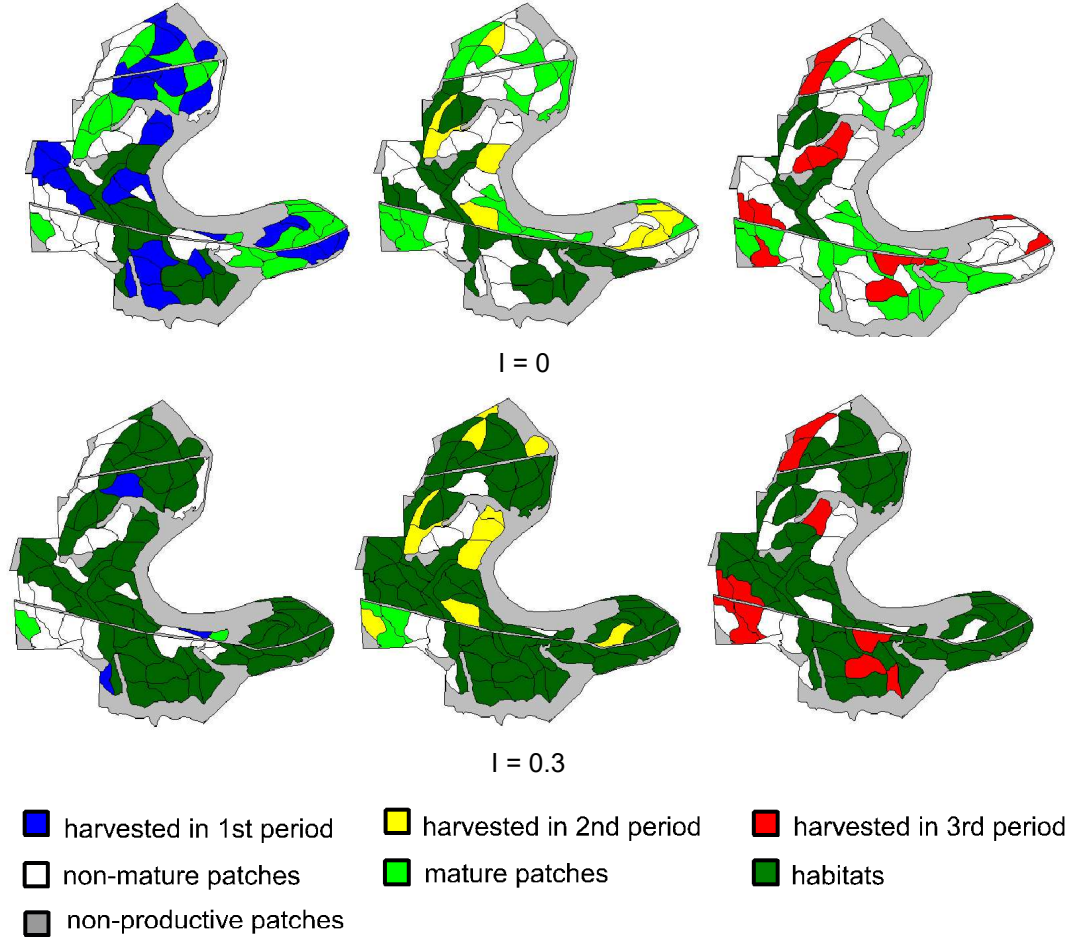 I = 0
I = 0.3
harvested in 1st period
harvested in 2nd period
harvested in 3rd period
non-mature patches
mature patches
habitats
non-productive patches